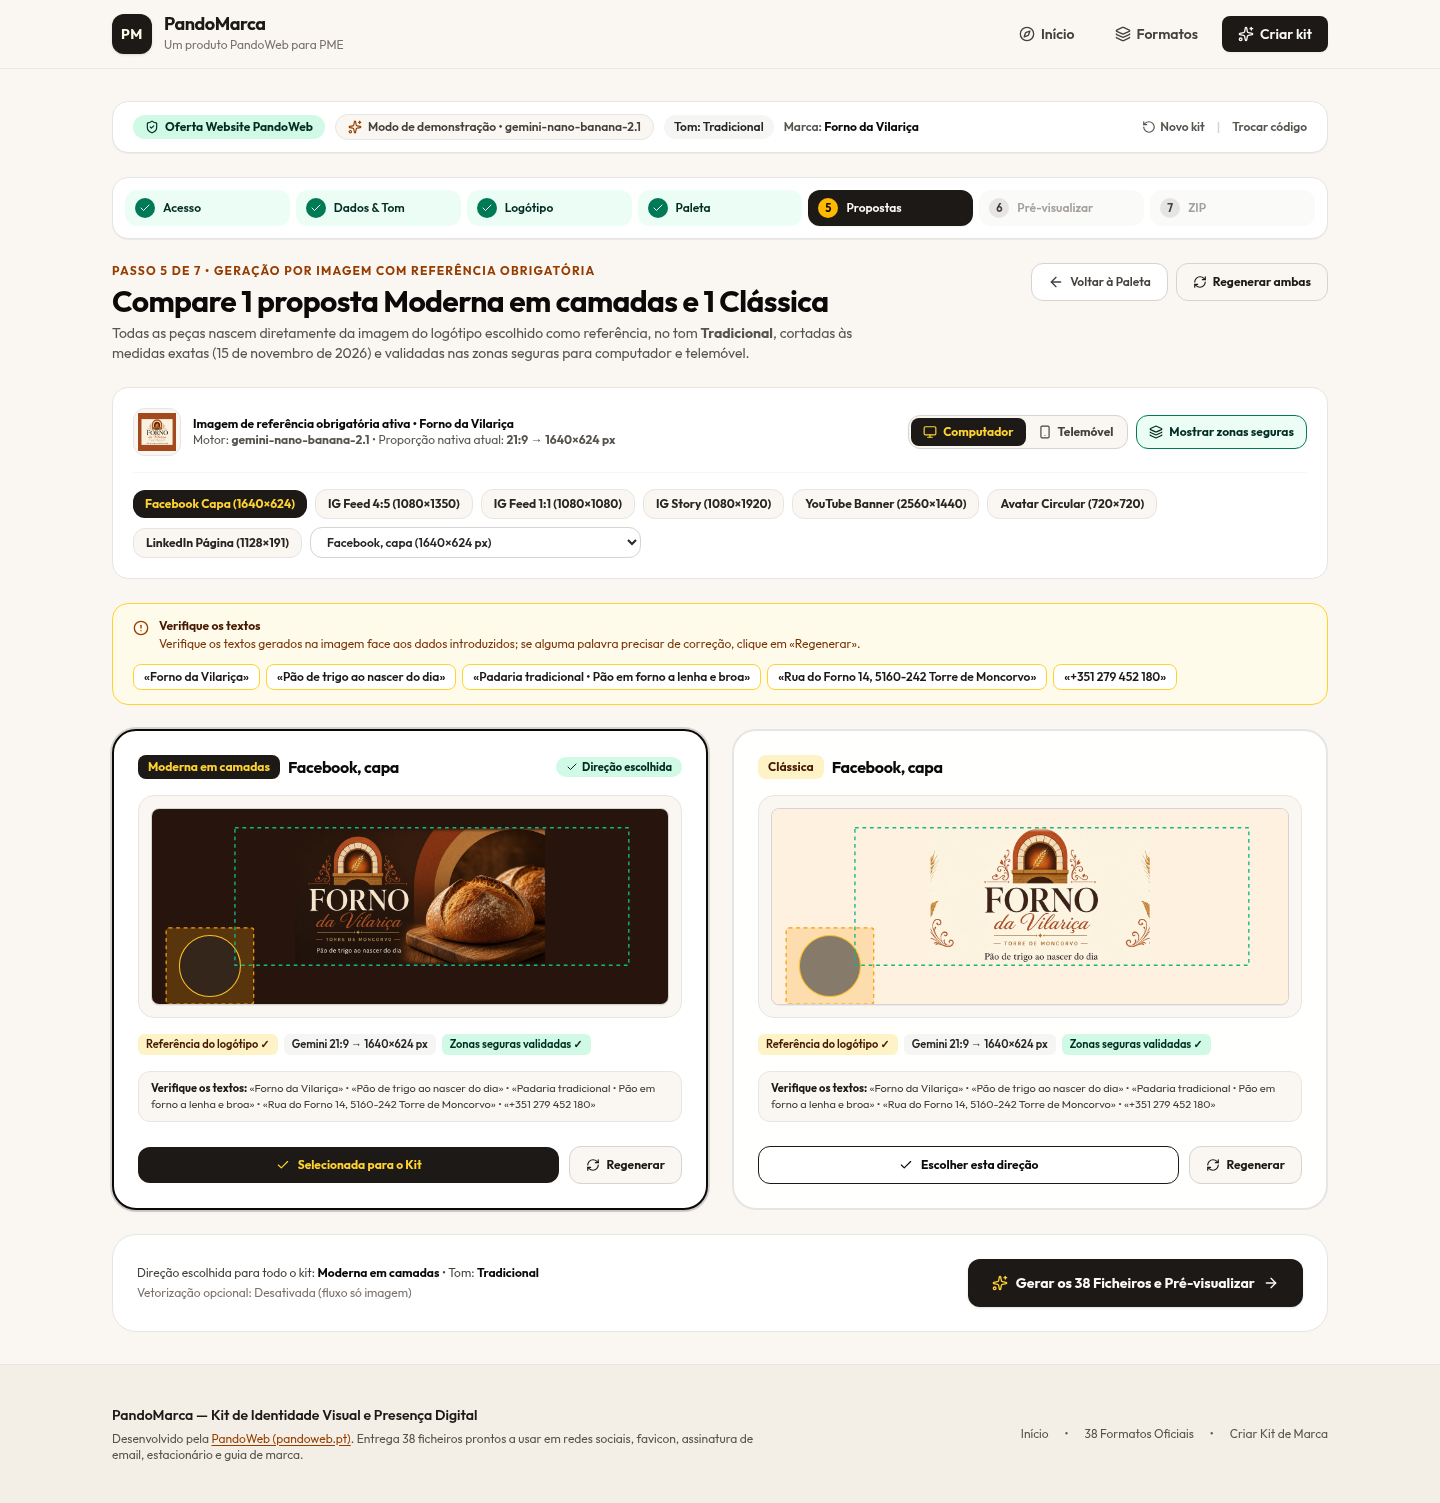 PM
PandoMarca
Um produto PandoWeb para PME
Início
Formatos
Criar kit
Oferta Website PandoWeb
Modo de demonstração • gemini-nano-banana-2.1
Tom: Tradicional
Marca: Forno da Vilariça
Novo kit | Trocar código
Acesso
Dados & Tom
Logótipo
Paleta
5 Propostas
6 Pré-visualizar
7 ZIP
PASSO 5 DE 7 • GERAÇÃO POR IMAGEM COM REFERÊNCIA OBRIGATÓRIA
Compare 1 proposta Moderna em camadas e 1 Clássica
Todas as peças nascem diretamente da imagem do logótipo escolhido como referência, no tom Tradicional, cortadas às
medidas exatas (15 de novembro de 2026) e validadas nas zonas seguras para computador e telemóvel.
Voltar à Paleta
Regenerar ambas
FORNO
Imagem de referência obrigatória ativa • Forno da Vilariça
Motor: gemini-nano-banana-2.1 • Proporção nativa atual: 21:9 → 1640×624 px
Computador
Telemóvel
Mostrar zonas seguras
Facebook Capa (1640×624)
IG Feed 4:5 (1080×1350)
IG Feed 1:1 (1080×1080)
IG Story (1080×1920)
YouTube Banner (2560×1440)
Avatar Circular (720×720)
LinkedIn Página (1128×191)
Facebook, capa (1640×624 px)
Verifique os textos
Verifique os textos gerados na imagem face aos dados introduzidos; se alguma palavra precisar de correção, clique em «Regenerar».
«Forno da Vilariça»
«Pão de trigo ao nascer do dia»
«Padaria tradicional • Pão em forno a lenha e broa»
«Rua do Forno 14, 5160-242 Torre de Moncorvo»
«+351 279 452 180»
Moderna em camadas
Facebook, capa
Direção escolhida
FORNO
da Vilariça
TORRE DE MONCORVO
Pão de trigo ao nascer do dia
Referência do logótipo ✓
Gemini 21:9 → 1640×624 px
Zonas seguras validadas ✓
Verifique os textos: «Forno da Vilariça» • «Pão de trigo ao nascer do dia» • «Padaria tradicional • Pão em
forno a lenha e broa» • «Rua do Forno 14, 5160-242 Torre de Moncorvo» • «+351 279 452 180»
Selecionada para o Kit
Regenerar
Clássica
Facebook, capa
FORNO
da Vilariça
TORRE DE MONCORVO
Pão de trigo ao nascer do dia
Referência do logótipo ✓
Gemini 21:9 → 1640×624 px
Zonas seguras validadas ✓
Verifique os textos: «Forno da Vilariça» • «Pão de trigo ao nascer do dia» • «Padaria tradicional • Pão em
forno a lenha e broa» • «Rua do Forno 14, 5160-242 Torre de Moncorvo» • «+351 279 452 180»
Escolher esta direção
Regenerar
Direção escolhida para todo o kit: Moderna em camadas • Tom: Tradicional
Vetorização opcional: Desativada (fluxo só imagem)
Gerar os 38 Ficheiros e Pré-visualizar
PandoMarca — Kit de Identidade Visual e Presença Digital
Desenvolvido pela PandoWeb (pandoweb.pt). Entrega 38 ficheiros prontos a usar em redes sociais, favicon, assinatura de
email, estacionário e guia de marca.
Início • 38 Formatos Oficiais • Criar Kit de Marca